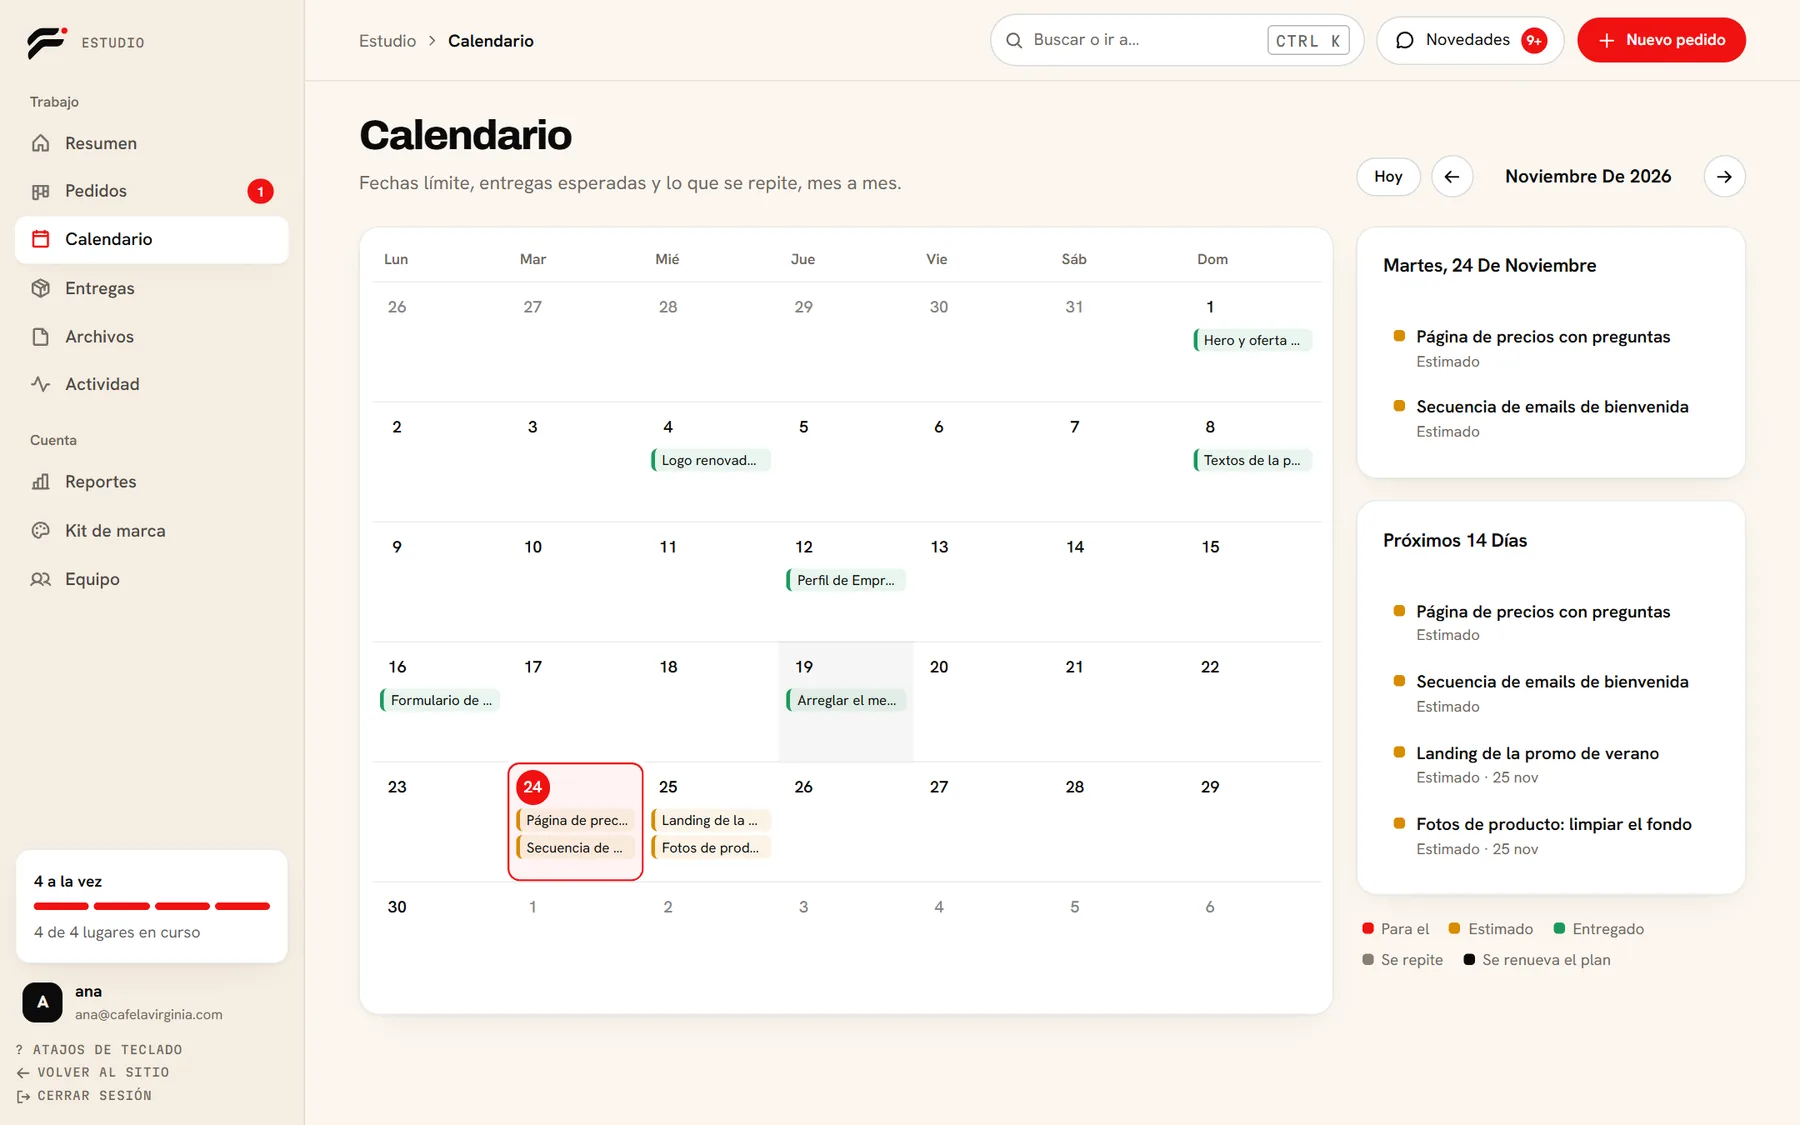 ESTUDIO
Trabajo
Resumen
Pedidos 1
Calendario
Entregas
Archivos
Actividad
Cuenta
Reportes
Kit de marca
Equipo
4 a la vez
4 de 4 lugares en curso
A
ana
ana@cafelavirginia.com
? ATAJOS DE TECLADO
VOLVER AL SITIO
CERRAR SESIÓN
Estudio > Calendario
Buscar o ir a... CTRL K
Novedades 9+
+ Nuevo pedido
Calendario
Fechas límite, entregas esperadas y lo que se repite, mes a mes.
Hoy ← Noviembre De 2026 →
Lun Mar Mié Jue Vie Sáb Dom
26 27 28 29 30 31 1
Hero y oferta ...
2 3 4 5 6 7 8
Logo renovad... Textos de la p...
9 10 11 12 13 14 15
Perfil de Empr...
16 17 18 19 20 21 22
Formulario de ... Arreglar el me...
23 24 25 26 27 28 29
Página de prec... Landing de la ...
Secuencia de ... Fotos de prod...
30 1 2 3 4 5 6
Martes, 24 De Noviembre
Página de precios con preguntas
Estimado
Secuencia de emails de bienvenida
Estimado
Próximos 14 Días
Página de precios con preguntas
Estimado
Secuencia de emails de bienvenida
Estimado
Landing de la promo de verano
Estimado · 25 nov
Fotos de producto: limpiar el fondo
Estimado · 25 nov
Para el Estimado Entregado
Se repite Se renueva el plan